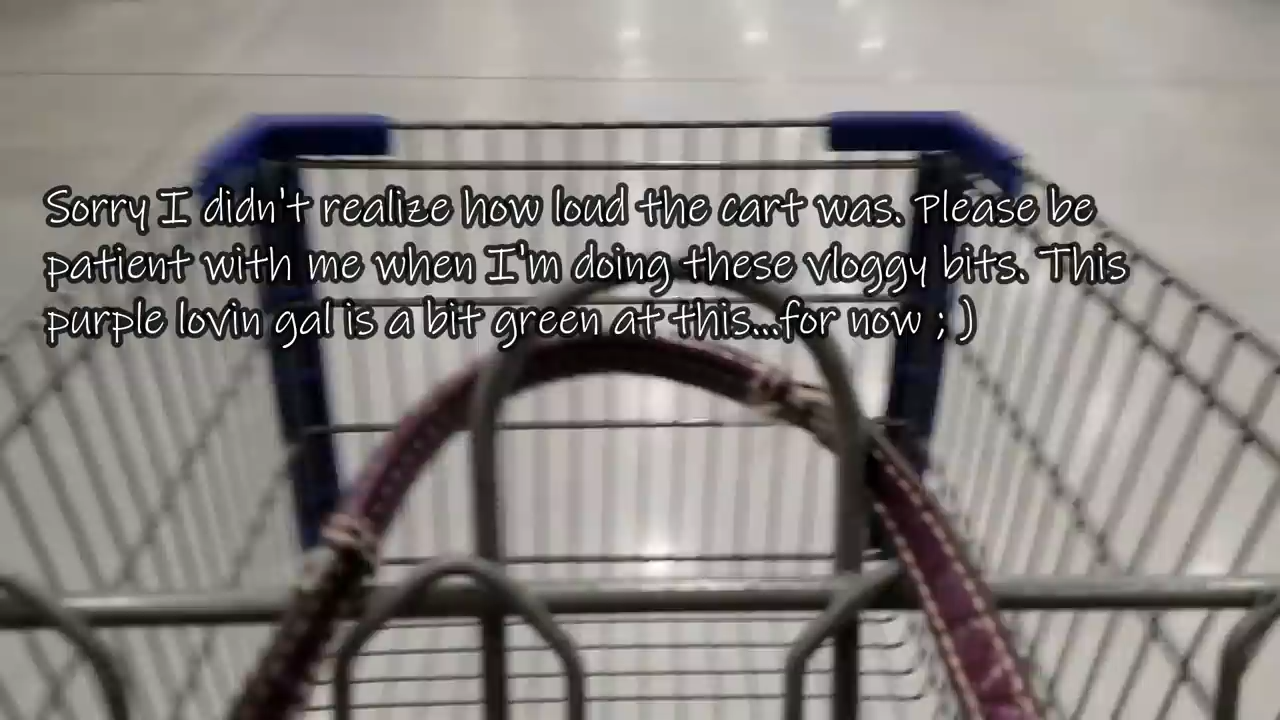 Sorry I didn't realize how loud the cart was. Please be
patient with me when I'm doing these vloggy bits. This
purple lovin gal is a bit green at this...for now ; )